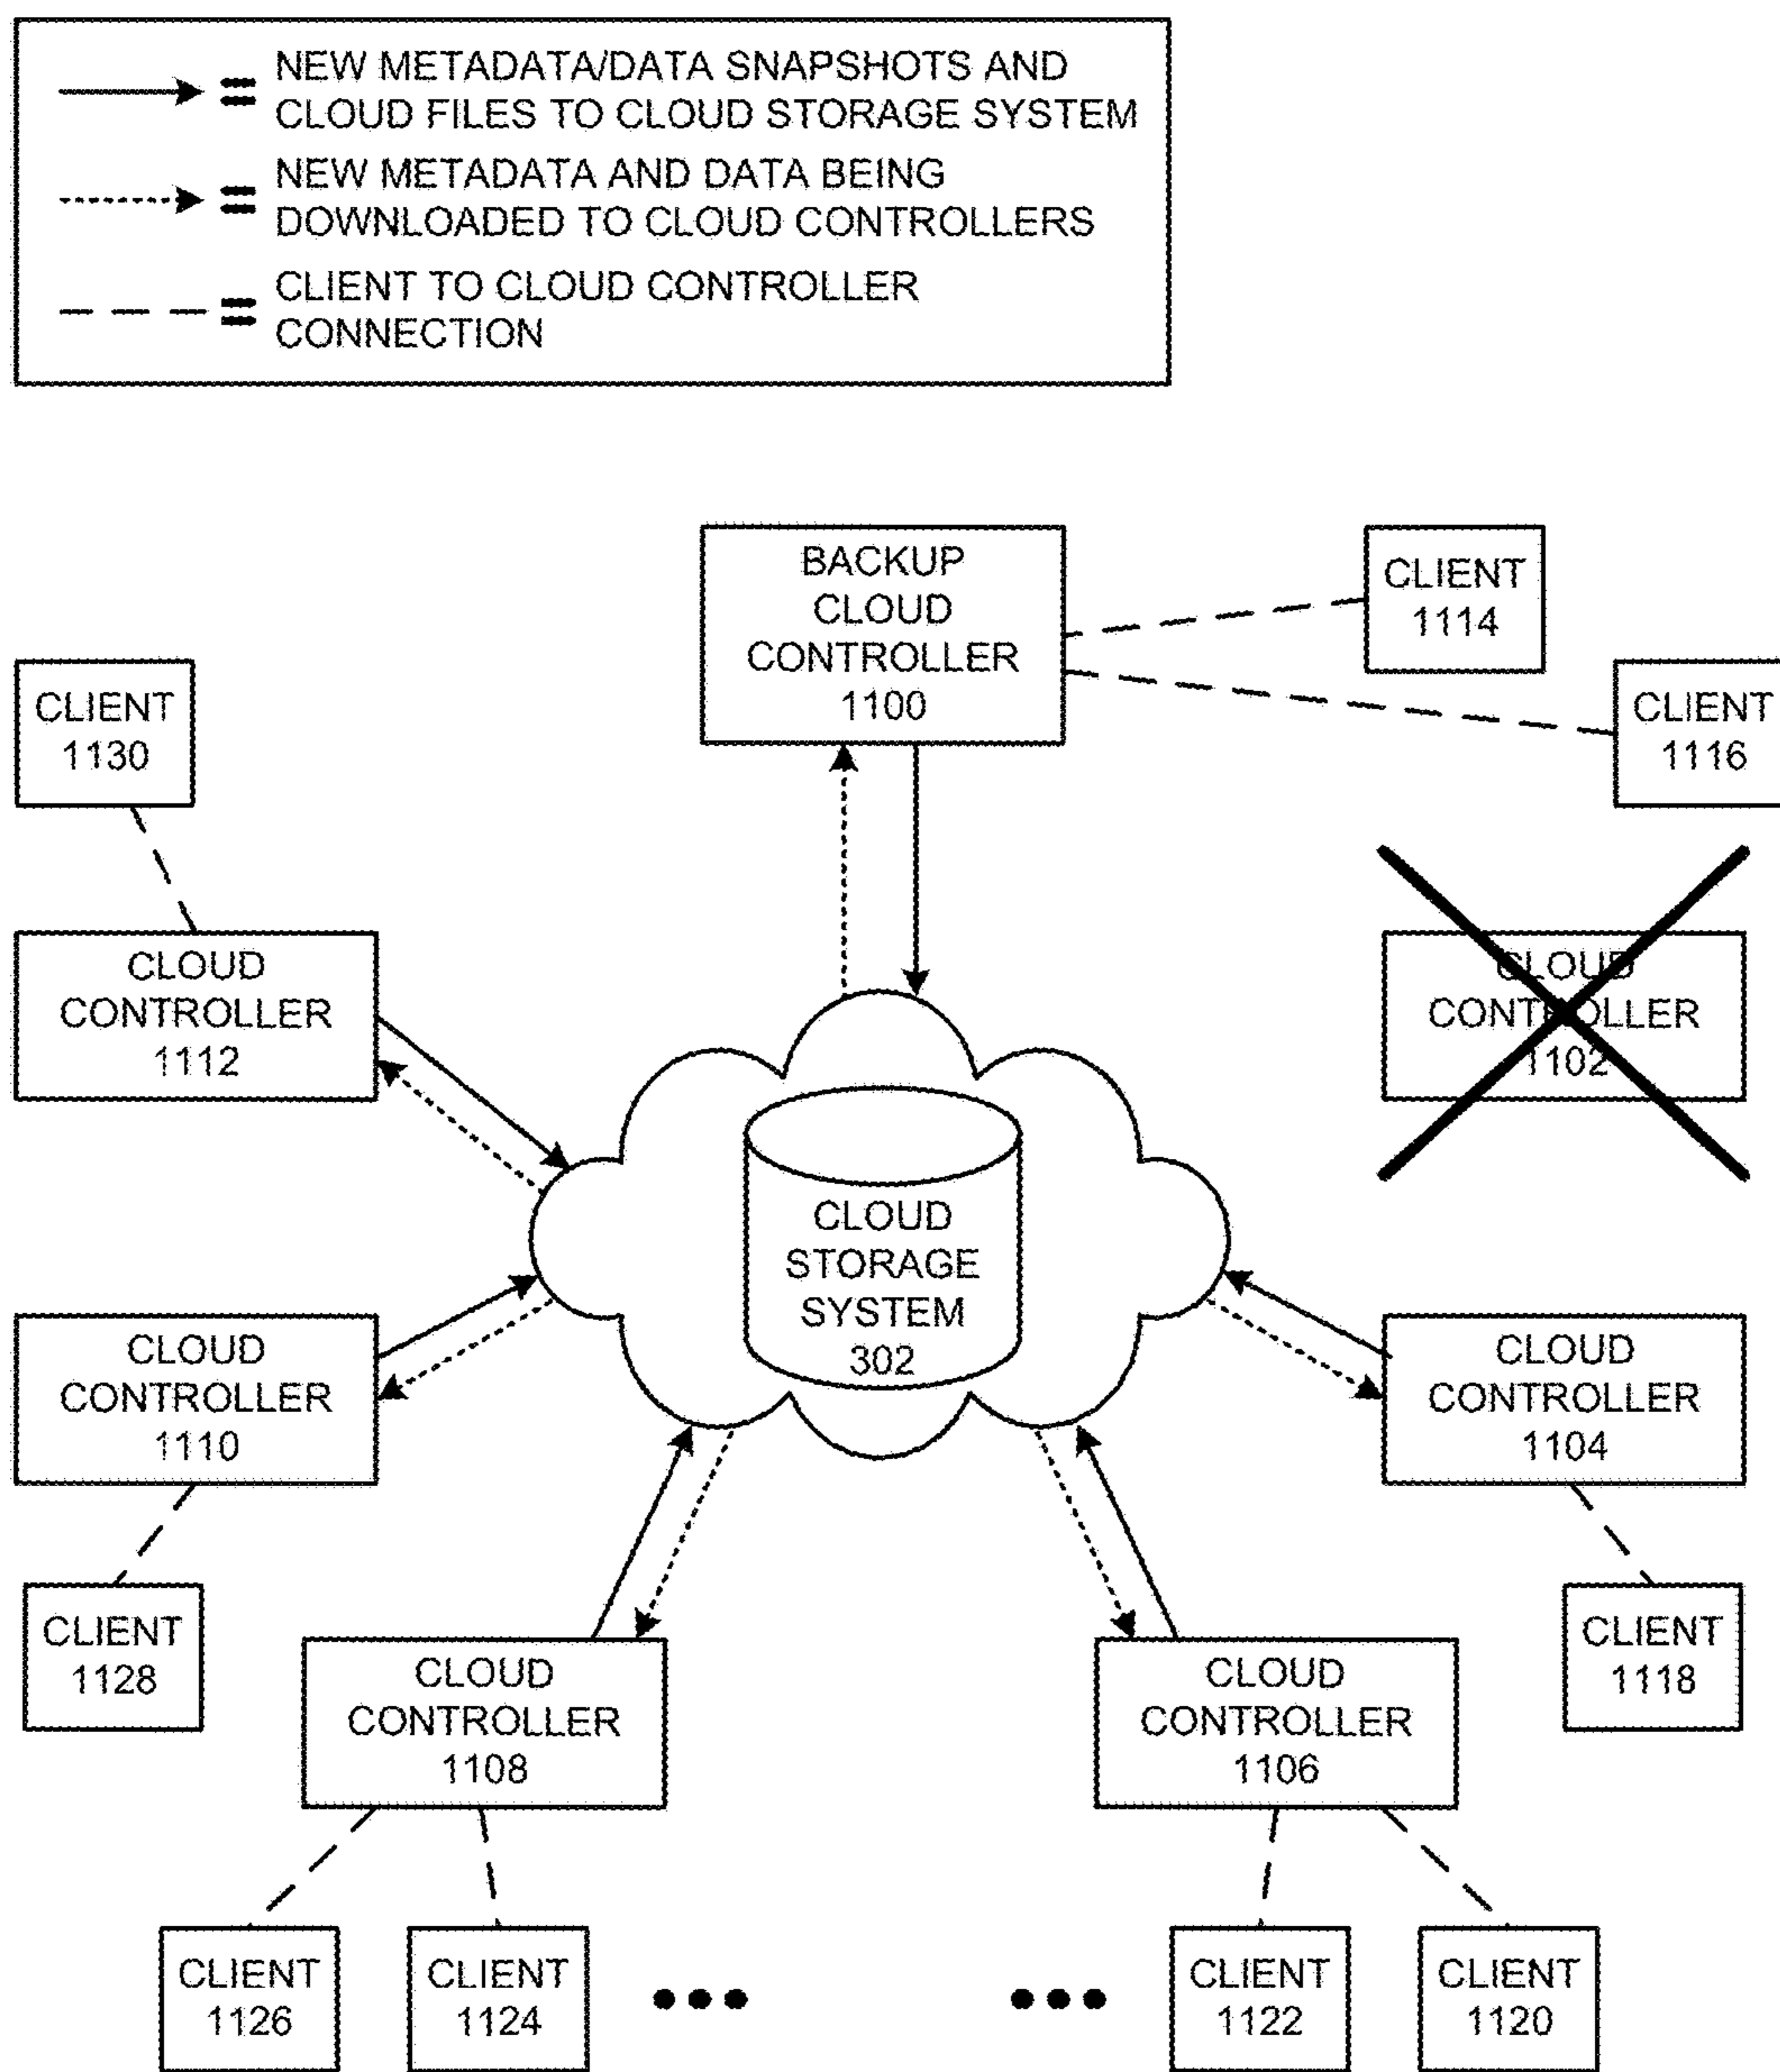 = NEW METADATA/DATA SNAPSHOTS AND
CLOUD FILES TO CLOUD STORAGE SYSTEM
= NEW METADATA AND DATA BEING
DOWNLOADED TO CLOUD CONTROLLERS
= CLIENT TO CLOUD CONTROLLER
CONNECTION
BACKUP
CLOUD
CONTROLLER
1100
CLIENT
1114
CLIENT
1116
CLIENT
1130
CLOUD
CONTROLLER
1112
CLOUD
CONTROLLER
1102
CLOUD
STORAGE
SYSTEM
302
CLOUD
CONTROLLER
1110
CLOUD
CONTROLLER
1104
CLIENT
1128
CLIENT
1118
CLOUD
CONTROLLER
1108
CLOUD
CONTROLLER
1106
CLIENT
1126
CLIENT
1124
CLIENT
1122
CLIENT
1120